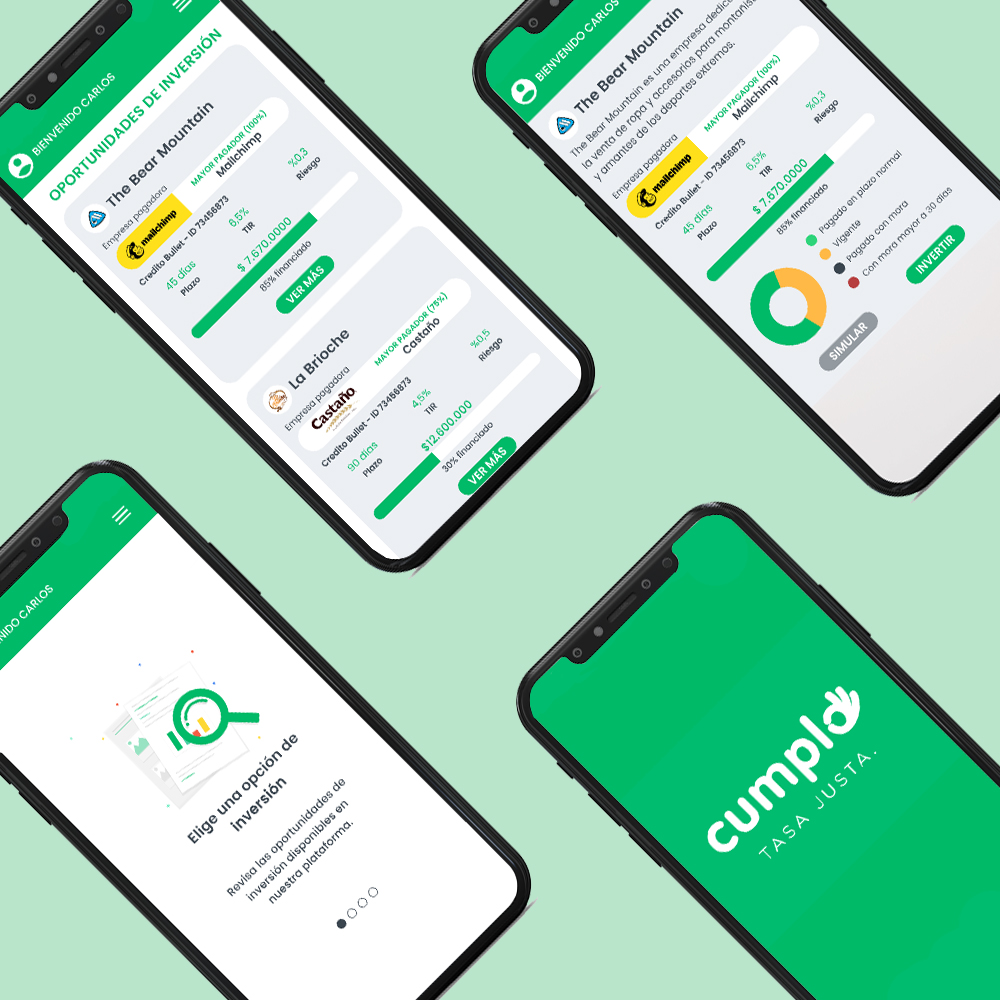 BIENVENIDO CARLOS
OPORTUNIDADES DE INVERSIÓN
The Bear Mountain
Empresa pagadora
MAYOR PAGADOR (100%)
mailchimp
Mailchimp
Credito Bullet - ID 73456873
45 días
6,5%
%0,3
Plazo
TIR
Riesgo
$ 7.670.0000
85% financiado
VER MÁS
La Brioche
Empresa pagadora
MAYOR PAGADOR (75%)
Castaño
Castaño
Credito Bullet - ID 73456873
90 días
4,5%
%0,5
Plazo
TIR
Riesgo
$12.600.000
30% financiado
VER MÁS
BIENVENIDO CARLOS
The Bear Mountain
The Bear Mountain es una empresa
la venta de ropa y accesorios para
y amantes de los deportes extremos.
Empresa pagadora
MAYOR PAGADOR (100%)
mailchimp
Mailchimp
Credito Bullet - ID 73456873
45 días
6,5%
%0,3
Plazo
TIR
Riesgo
$ 7.670.0000
85% financiado
Pagado en plazo normal
Vigente
Pagado con mora
Con mora mayor a 30 días
SIMULAR
INVERTIR
CARLOS
Elige una opción de
inversión
Revisa las oportunidades de
inversión disponibles en
nuestra plataforma.
cumplo
TASA JUSTA.